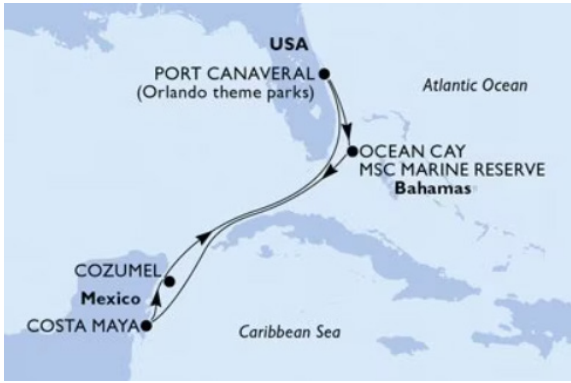 USA
PORT CANAVERAL
(Orlando theme parks)
Atlantic Ocean
OCEAN CAY
MSC MARINE RESERVE
Bahamas
COZUMEL
Mexico
COSTA MAYA
Caribbean Sea